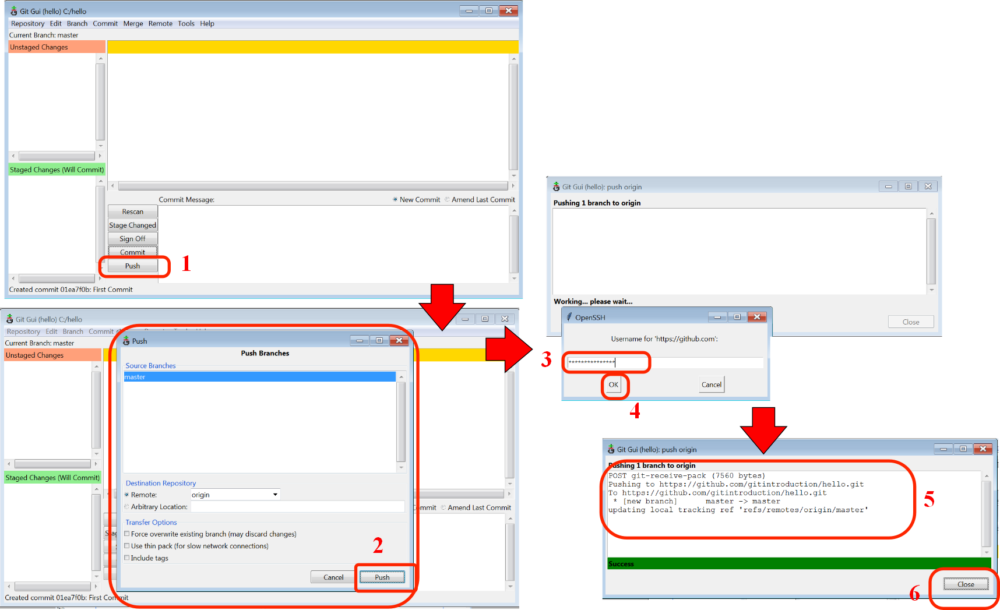 Git Gui (hello) C:/hello
Repository Edit Branch Commit Merge Remote Tools Help
Current Branch: master
Unstaged Changes
Staged Changes (Will Commit)
Commit Message:
New Commit Amend Last Commit
Rescan
Stage Changed
Sign Off
Commit
Push
1
Created commit 01ea7f0b: First Commit
Git Gui (hello) C:/hello
Repository Edit Branch Commit
Current Branch: master
Unstaged Changes
Staged Changes (Will Commit)
Amend Last Commit
Created commit 01ea7f0b: First Commit
Push
Push Branches
Source Branches
master
Destination Repository
Remote: origin
Arbitrary Location:
Transfer Options
Force overwrite existing branch (may discard changes)
Use thin pack (for slow network connections)
Include tags
2
Cancel Push
Git Gui (hello): push origin
Pushing 1 branch to origin
Working... please wait...
Close
OpenSSH
Username for 'https://github.com':
3
***************
OK Cancel
4
Git Gui (hello): push origin
Pushing 1 branch to origin
POST git-receive-pack (7560 bytes)
Pushing to https://github.com/gitintroduction/hello.git
To https://github.com/gitintroduction/hello.git
* [new branch] master -> master
updating local tracking ref 'refs/remotes/origin/master'
5
Success
Close
6